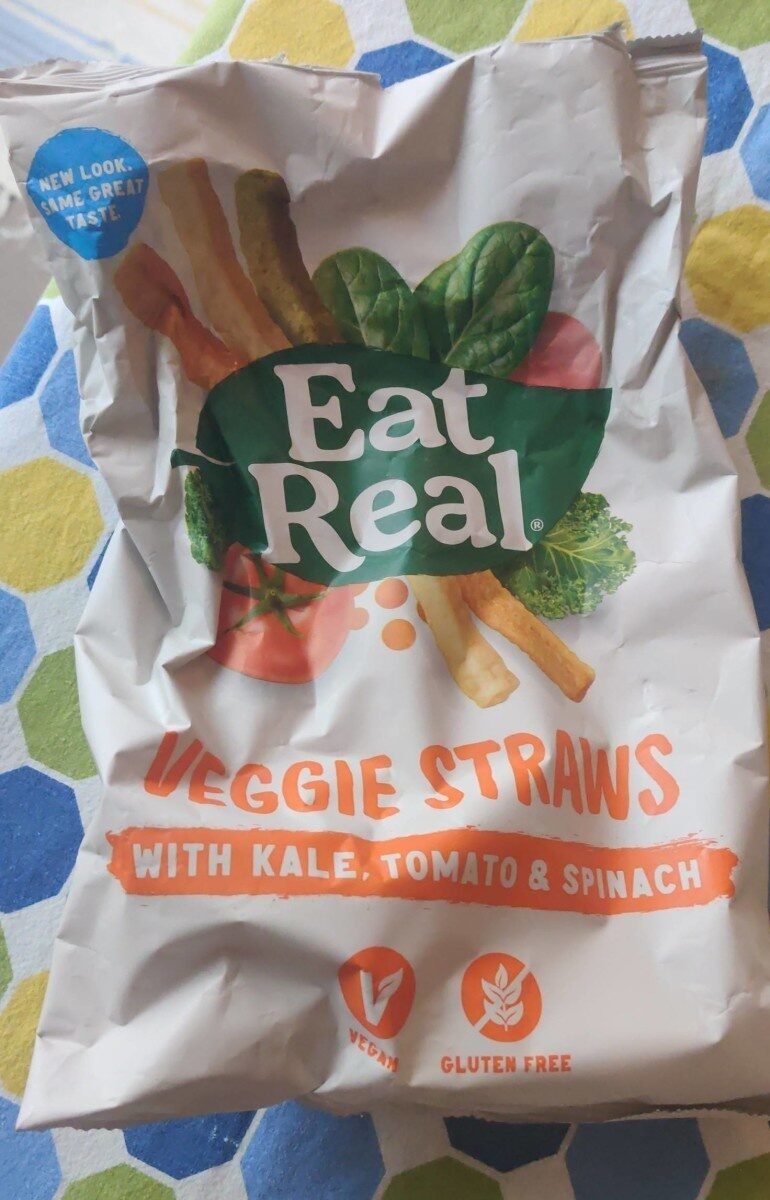 NEW LOOK.
SAME GREAT
TASTE.
Eat
Real®
VEGGIE STRAWS
WITH KALE, TOMATO & SPINACH
VEGAN
GLUTEN FREE